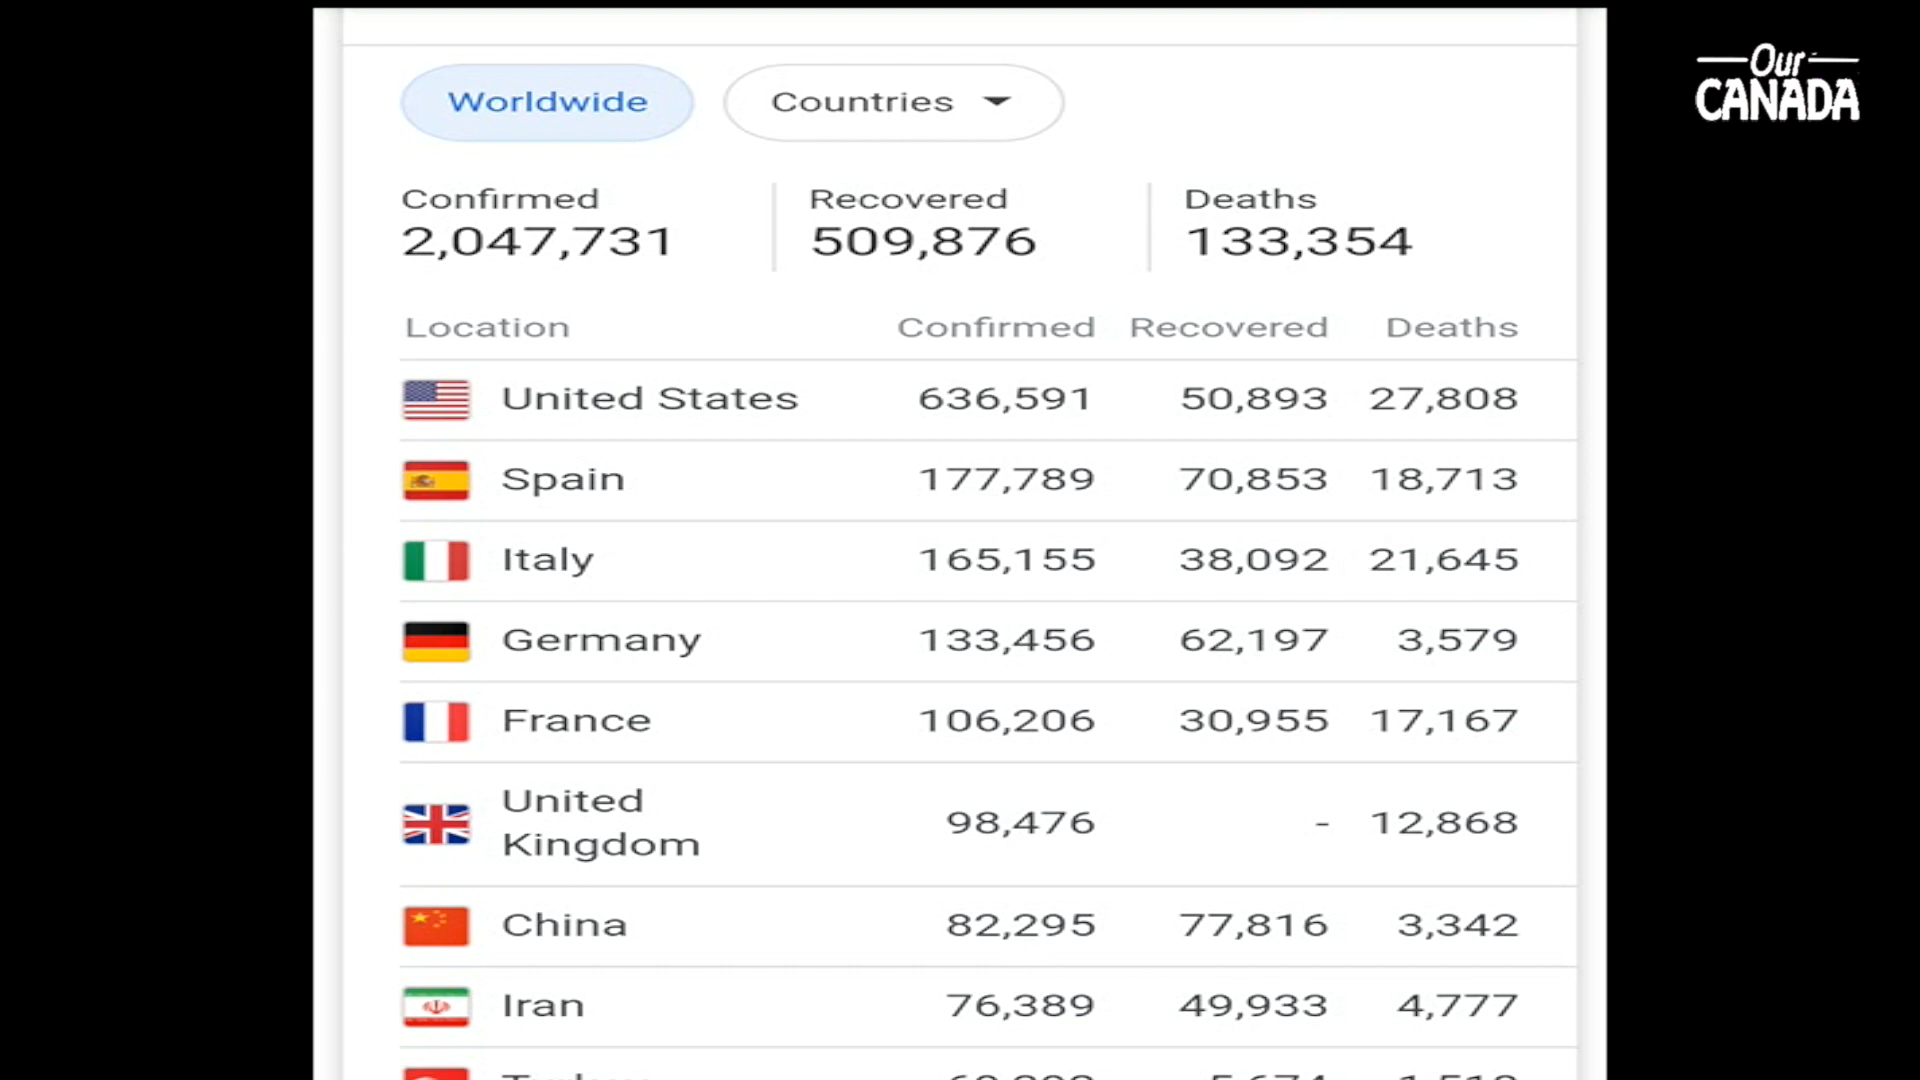 Our
CANADA
Worldwide
Countries
Confirmed Recovered Deaths
2,047,731 509,876 133,354
Location Confirmed Recovered Deaths
United States 636,591 50,893 27,808
Spain 177,789 70,853 18,713
Italy 165,155 38,092 21,645
Germany 133,456 62,197 3,579
France 106,206 30,955 17,167
United
Kingdom 98,476 - 12,868
China 82,295 77,816 3,342
Iran 76,389 49,933 4,777